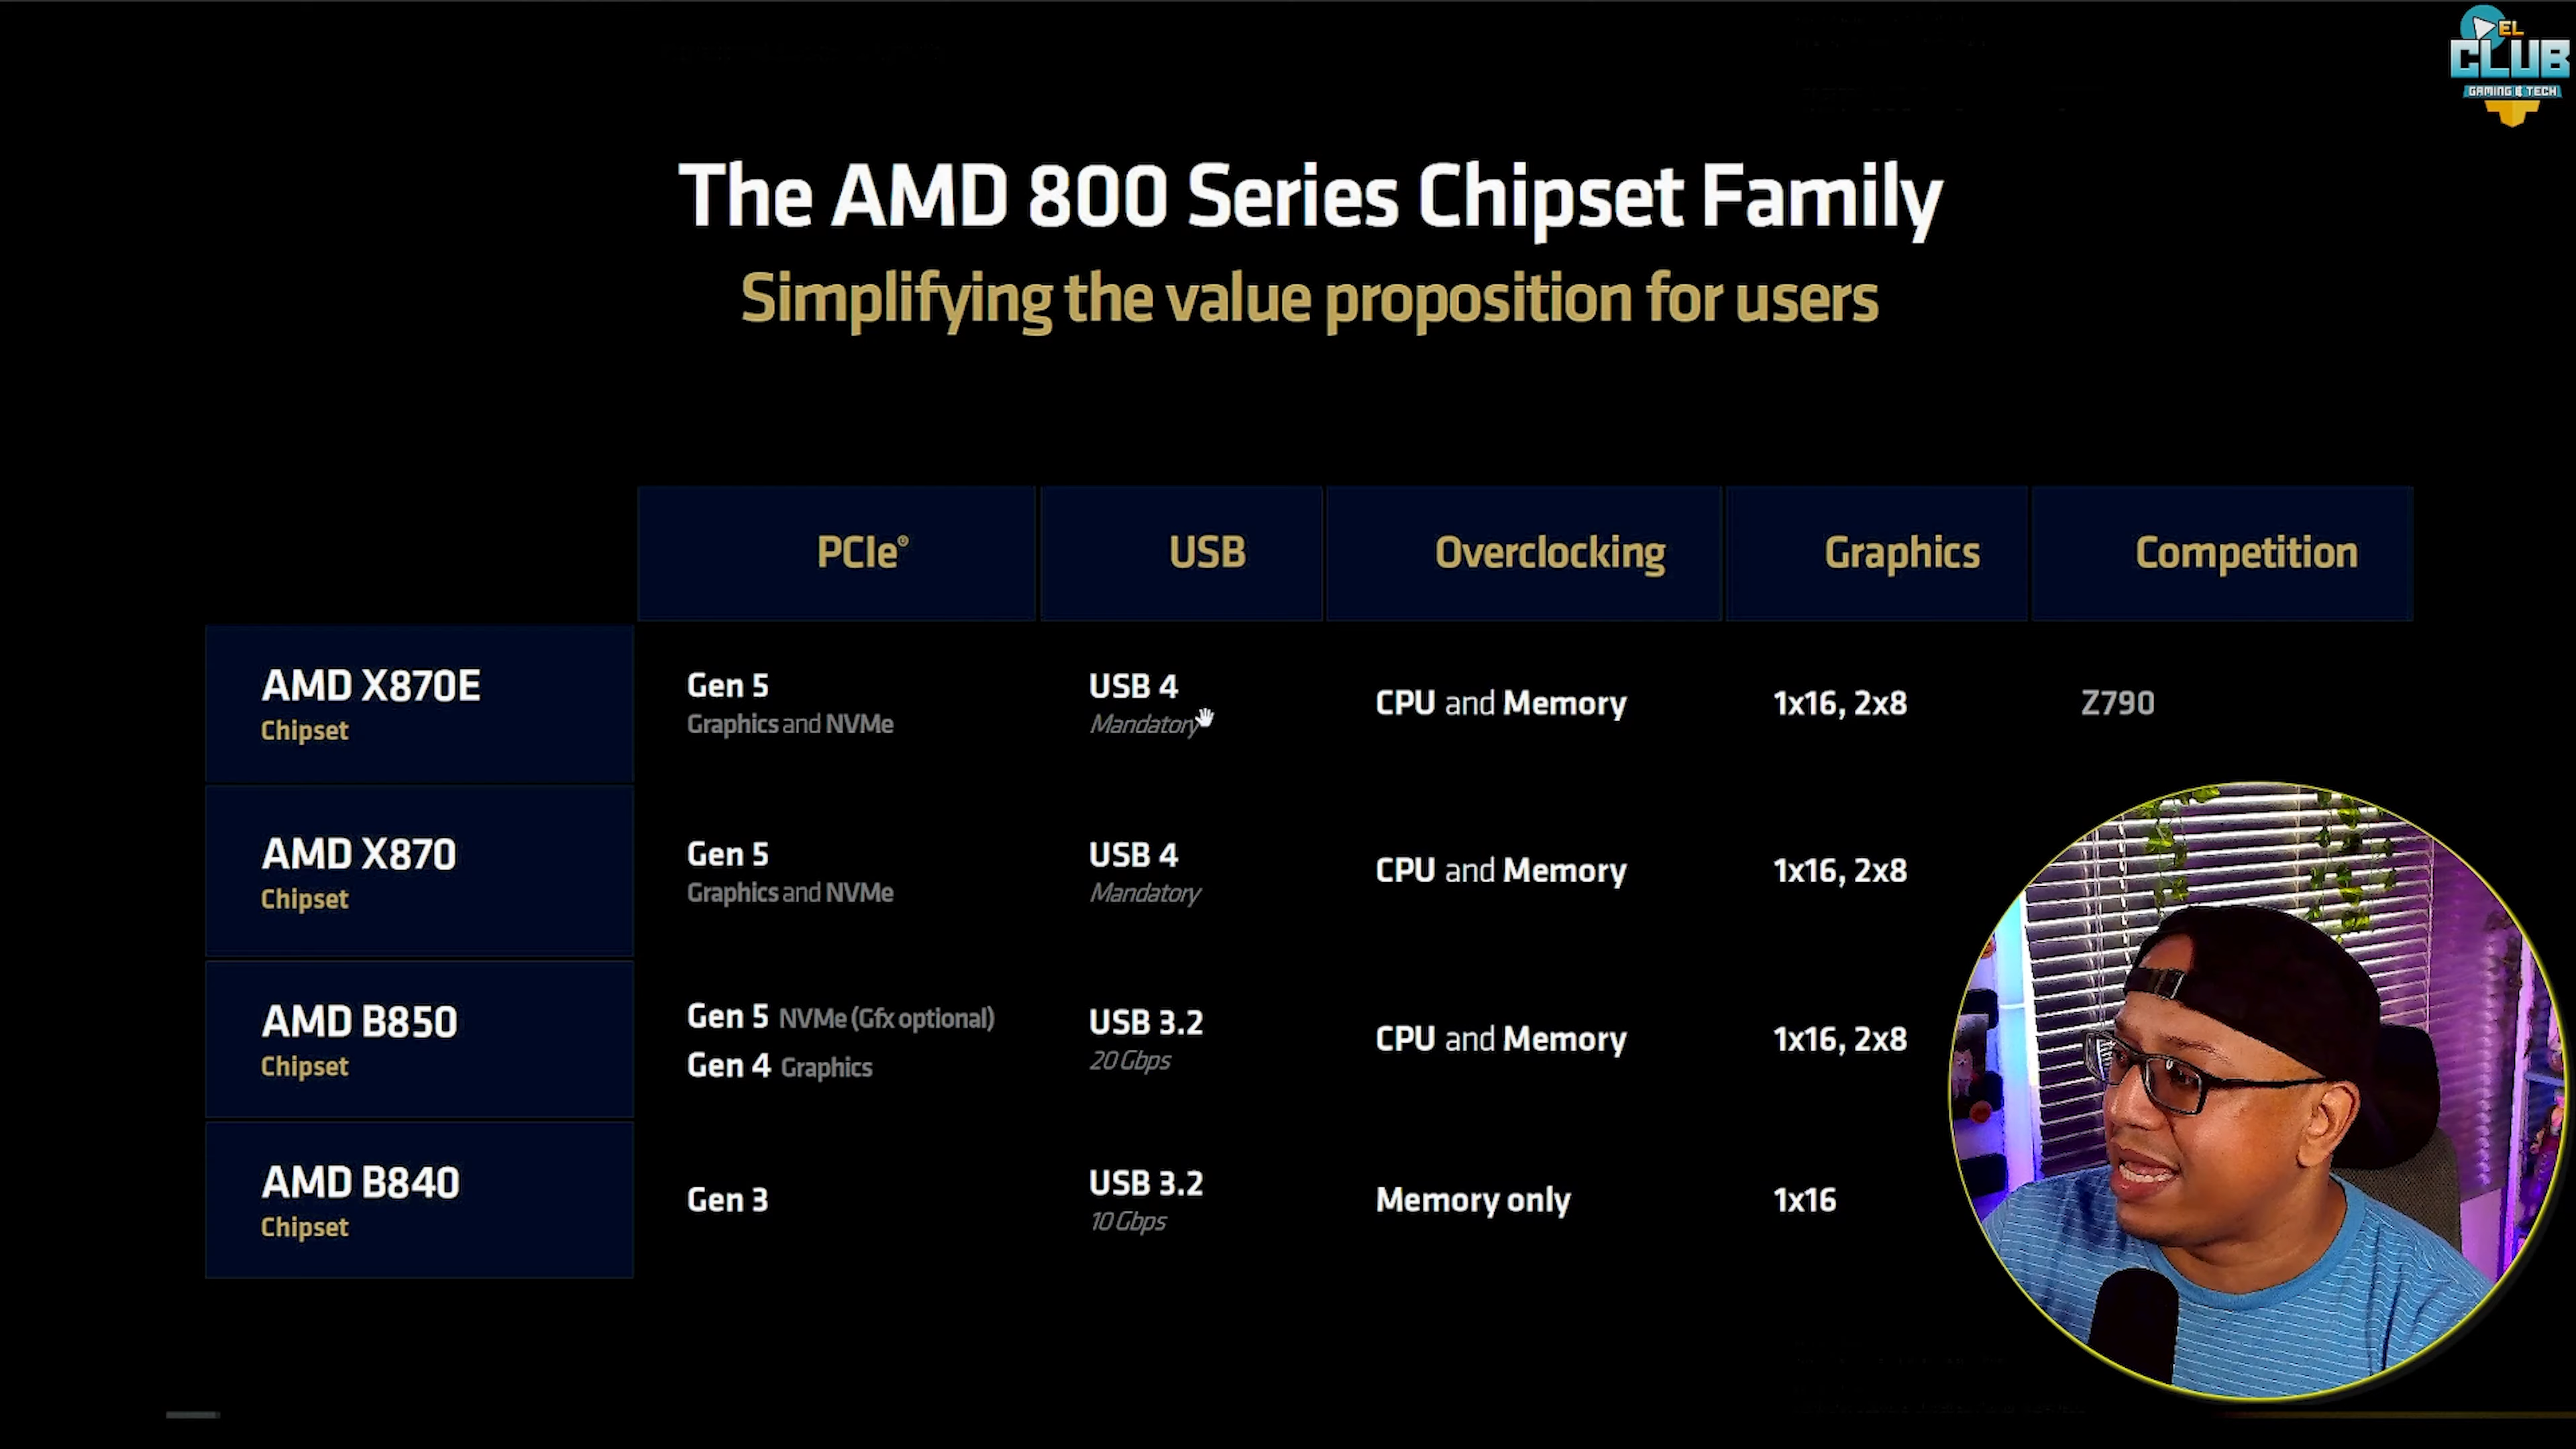 EL
CLUB
GAMING & TECH
The AMD 800 Series Chipset Family
Simplifying the value proposition for users
PCIe®
USB
Overclocking
Graphics
Competition
AMD X870E
Chipset
Gen 5
Graphics and NVMe
USB 4
Mandatory
CPU and Memory
1x16, 2x8
Z790
AMD X870
Chipset
Gen 5
Graphics and NVMe
USB 4
Mandatory
CPU and Memory
1x16, 2x8
AMD B850
Chipset
Gen 5 NVMe (Gfx optional)
Gen 4 Graphics
USB 3.2
20 Gbps
CPU and Memory
1x16, 2x8
AMD B840
Chipset
Gen 3
USB 3.2
10 Gbps
Memory only
1x16